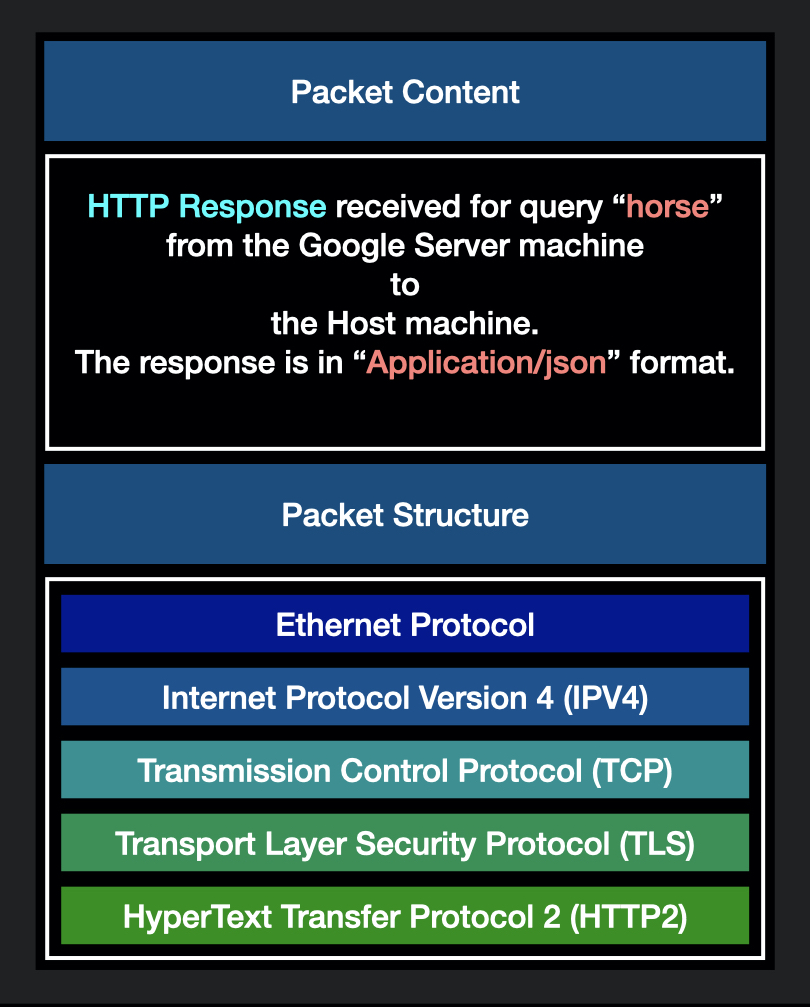 Packet Content
HTTP Response received for query “horse”
from the Google Server machine
to
the Host machine.
The response is in “Application/json” format.
Packet Structure
Ethernet Protocol
Internet Protocol Version 4 (IPV4)
Transmission Control Protocol (TCP)
Transport Layer Security Protocol (TLS)
HyperText Transfer Protocol 2 (HTTP2)